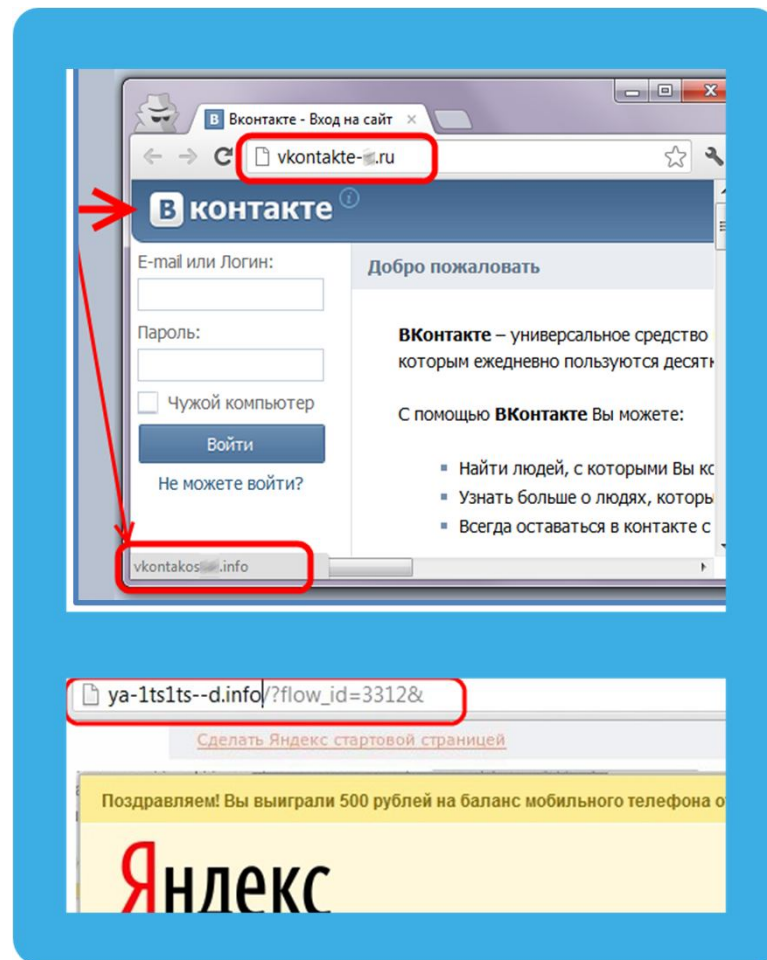 Вконтакте - Вход на сайт
vkontakte- .ru
В контакте
E-mail или Логин:
Пароль:
Чужой компьютер
Войти
Не можете войти?
Добро пожаловать
ВКонтакте – универсальное средство
которым ежедневно пользуются десятк
С помощью ВКонтакте Вы можете:
Найти людей, с которыми Вы ко
Узнать больше о людях, которы
Всегда оставаться в контакте с
vkontakos .info
ya-1ts1ts--d.info/?flow_id=3312&
Сделать Яндекс стартовой страницей
Поздравляем! Вы выиграли 500 рублей на баланс мобильного телефона о
Яндекс